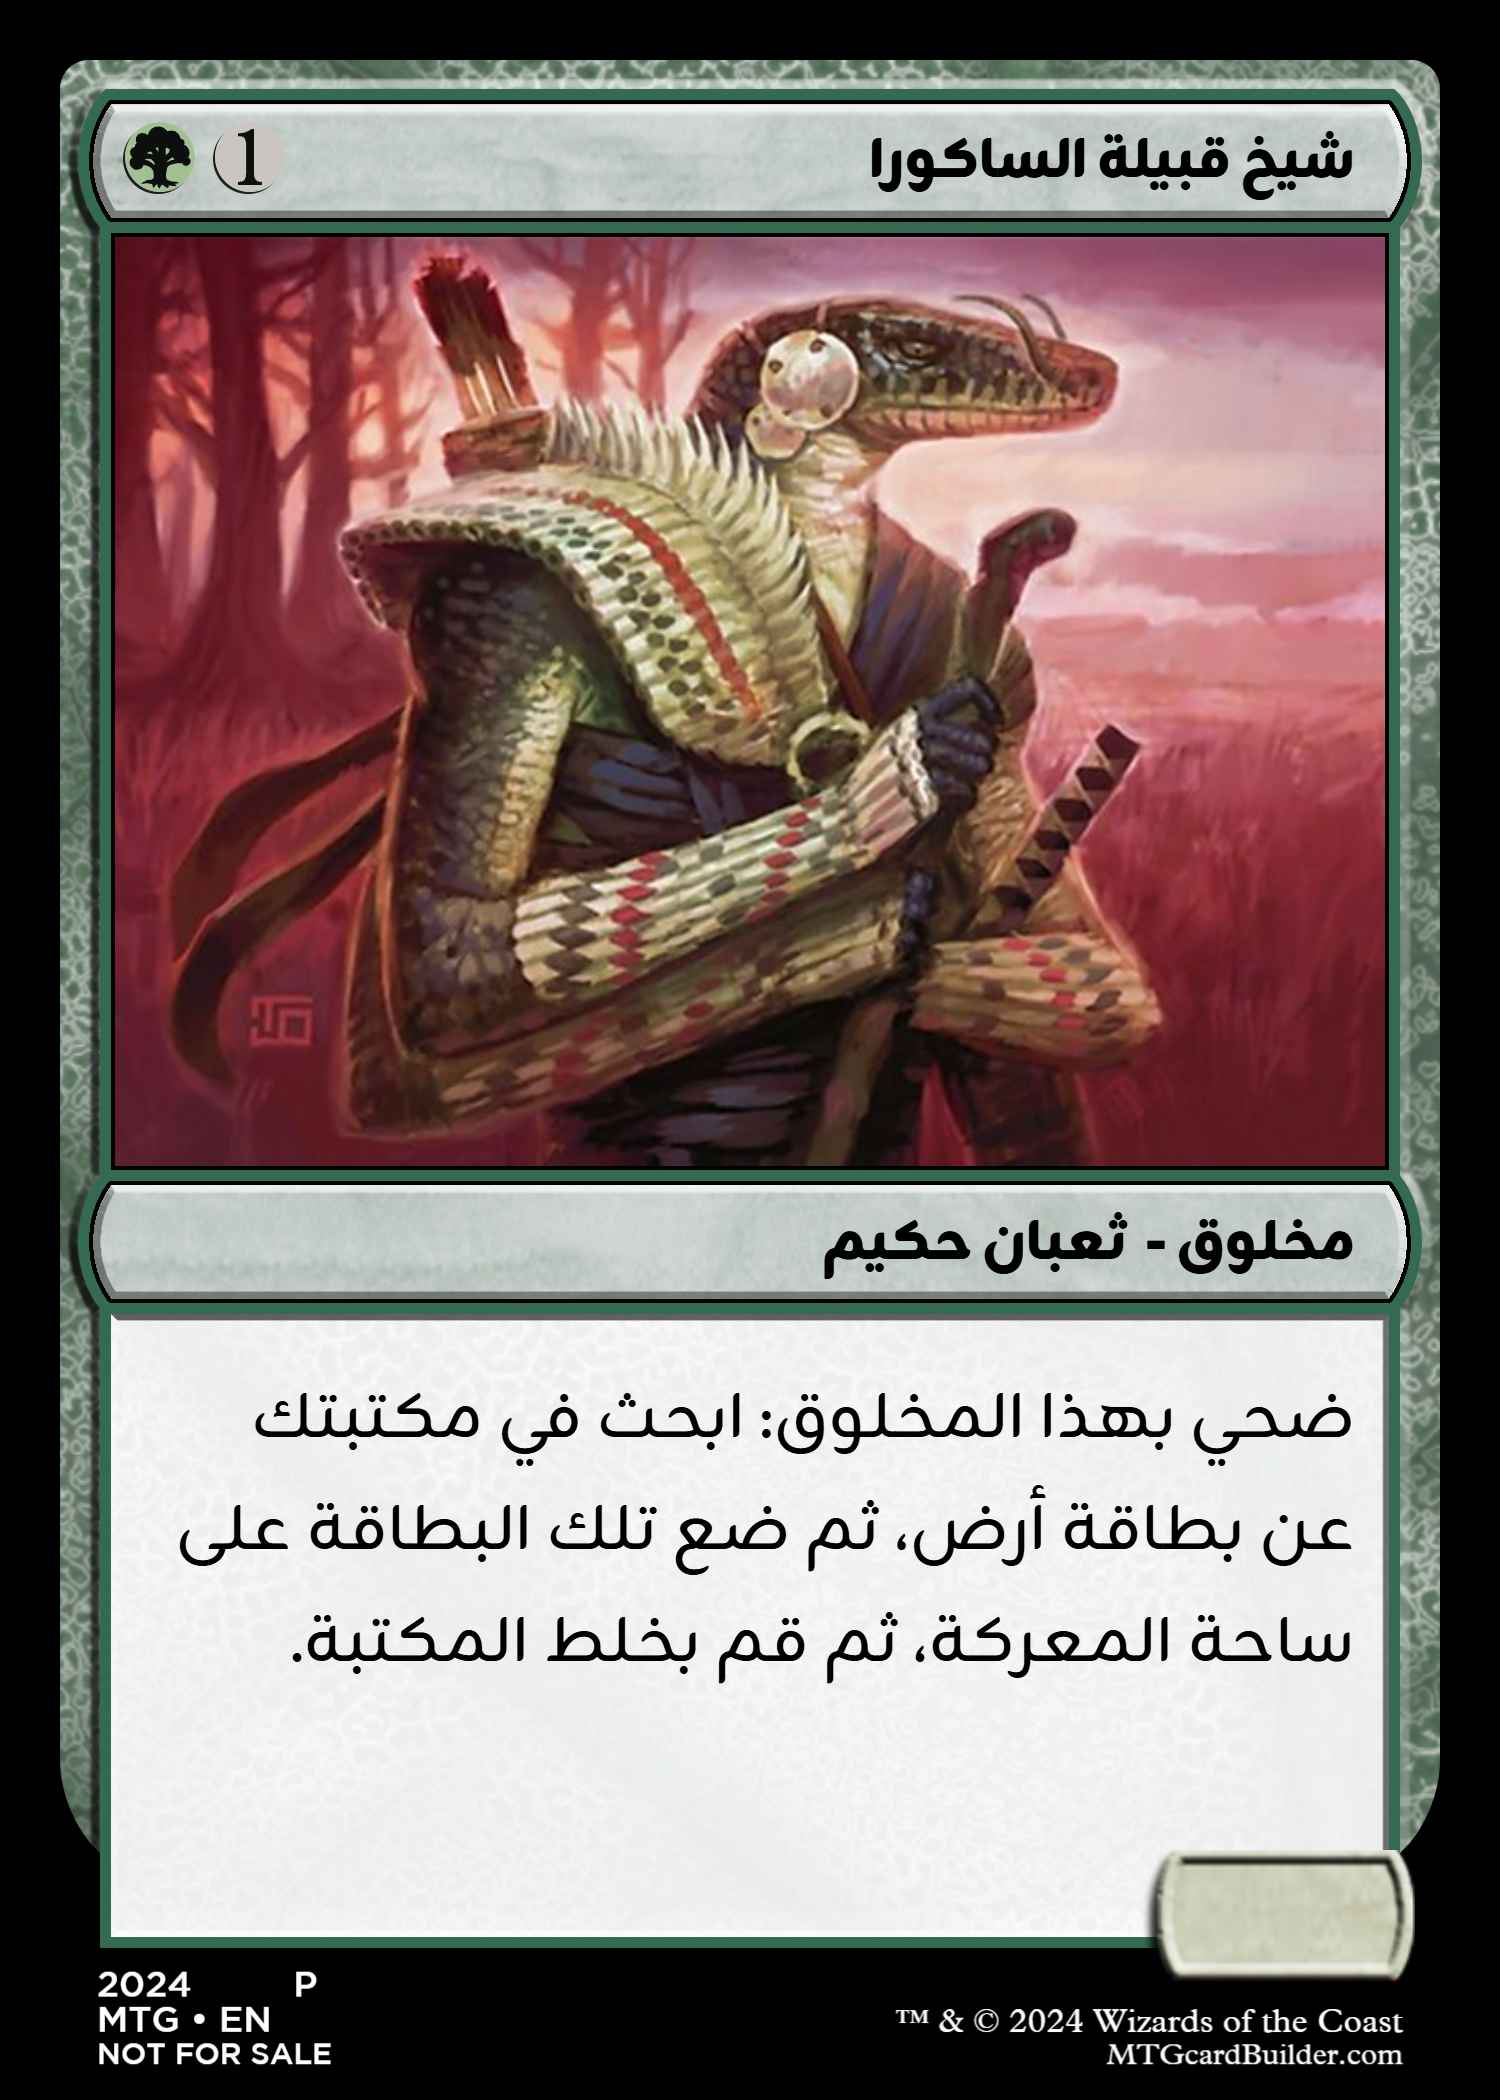 شيخ قبيلة الساكورا
1
مخلوق - ثعبان حكيم
ضحي بهذا المخلوق: ابحث في مكتبتك
عن بطاقة أرض، ثم ضع تلك البطاقة على
ساحة المعركة، ثم قم بخلط المكتبة.
2024 P
MTG • EN
NOT FOR SALE
™ & © 2024 Wizards of the Coast
MTGcardBuilder.com